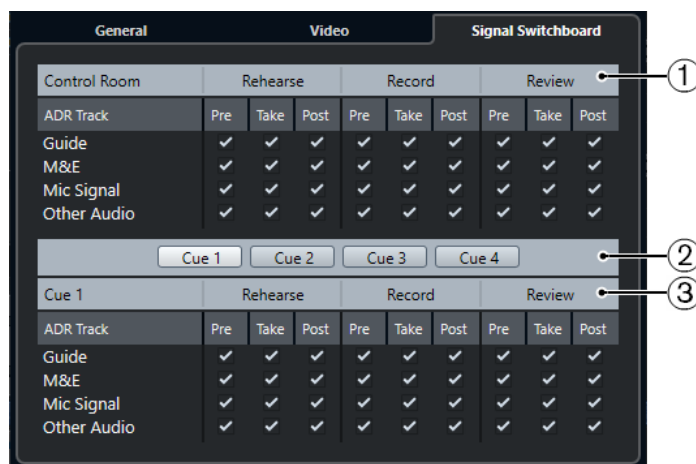 General Video Signal Switchboard
Control Room Rehearse Record Review 1
ADR Track Pre Take Post Pre Take Post Pre Take Post
Guide
M&E
Mic Signal
Other Audio
Cue 1 Cue 2 Cue 3 Cue 4 2
Cue 1 Rehearse Record Review 3
ADR Track Pre Take Post Pre Take Post Pre Take Post
Guide
M&E
Mic Signal
Other Audio